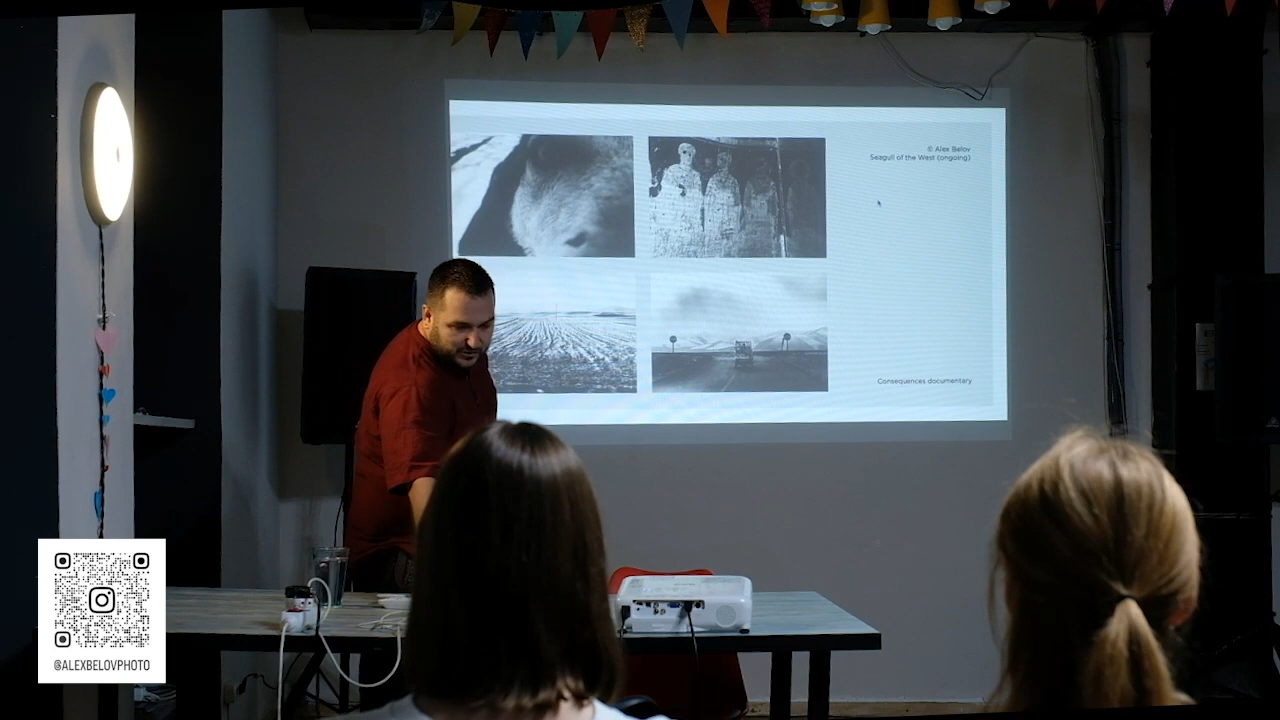 © Alex Belov
Seagull of the West (ongoing)
Consequences documentary
@ALEXBELOVPHOTO